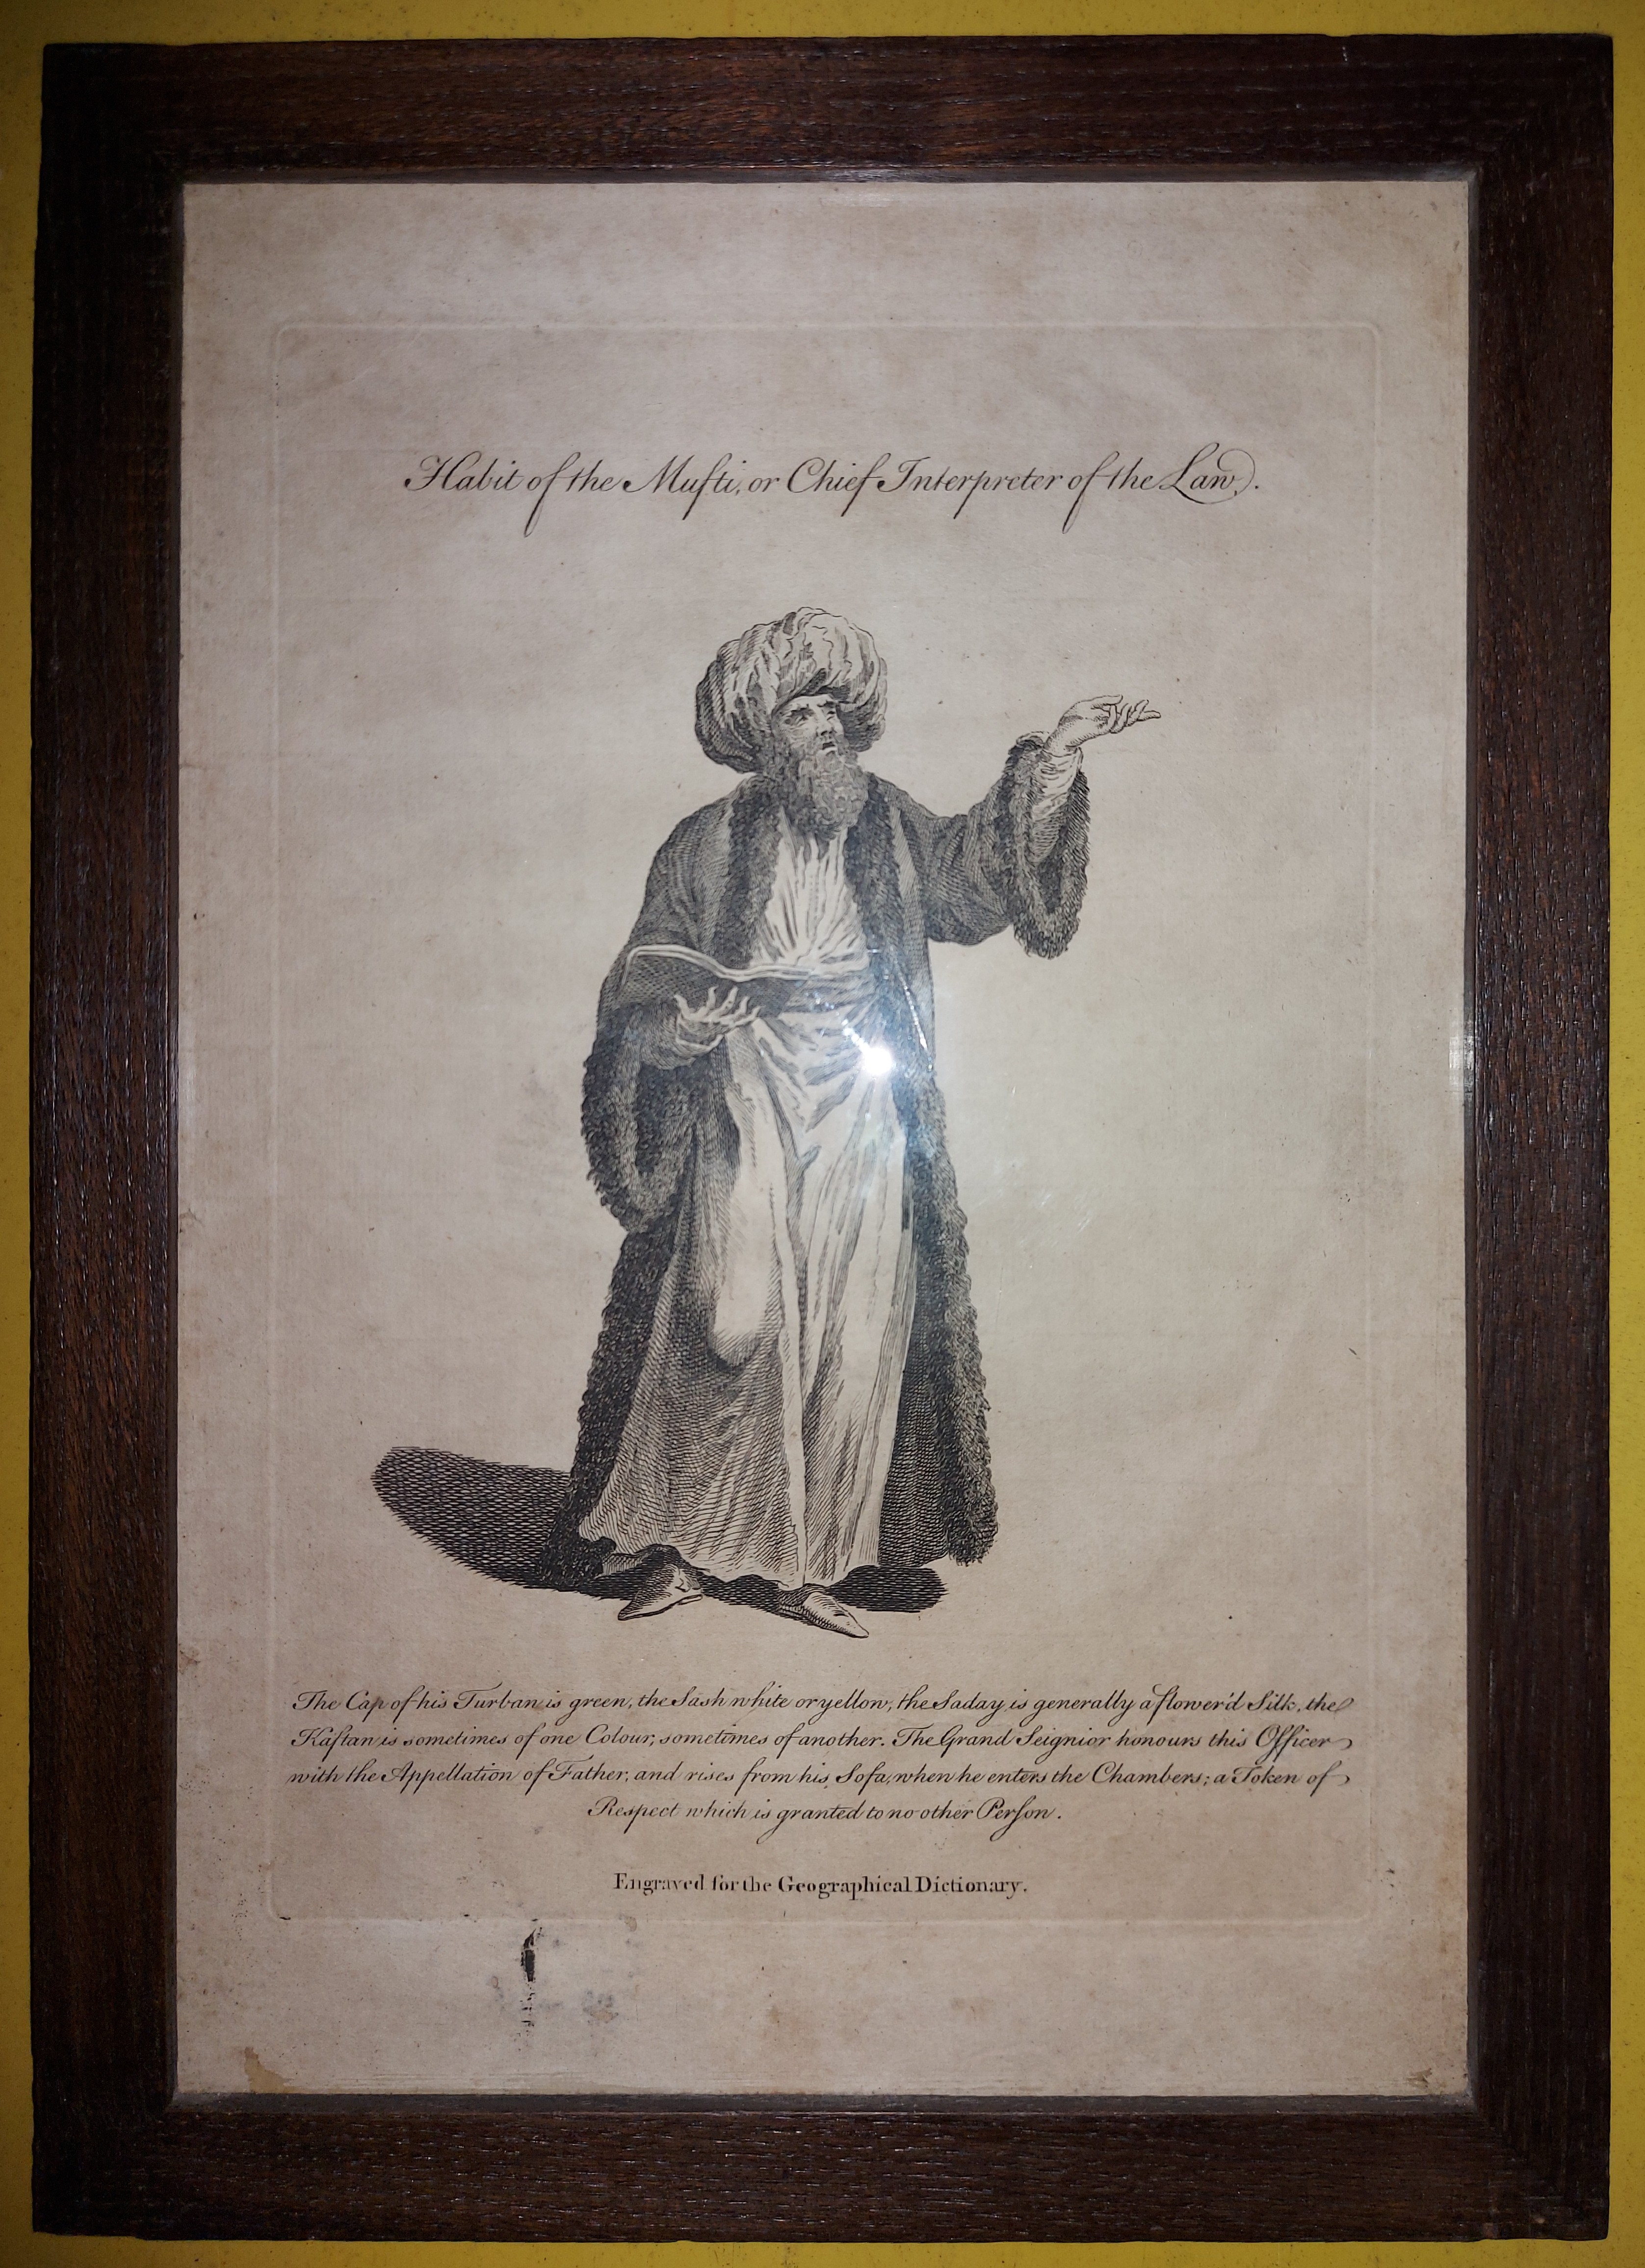 Habit of the Mufti, or Chief Interpreter of the Law.
The Cap of his Turban is green, the Sash white or yellow, the Saday is generally a flower'd Silk, the
Kaftan is sometimes of one Colour, sometimes of another. The Grand Seignior honours this Officer
with the Appellation of Father, and rises from his Sofa, when he enters the Chambers; a Token of
Respect which is granted to no other Perſon.
Engraved for the Geographical Dictionary.